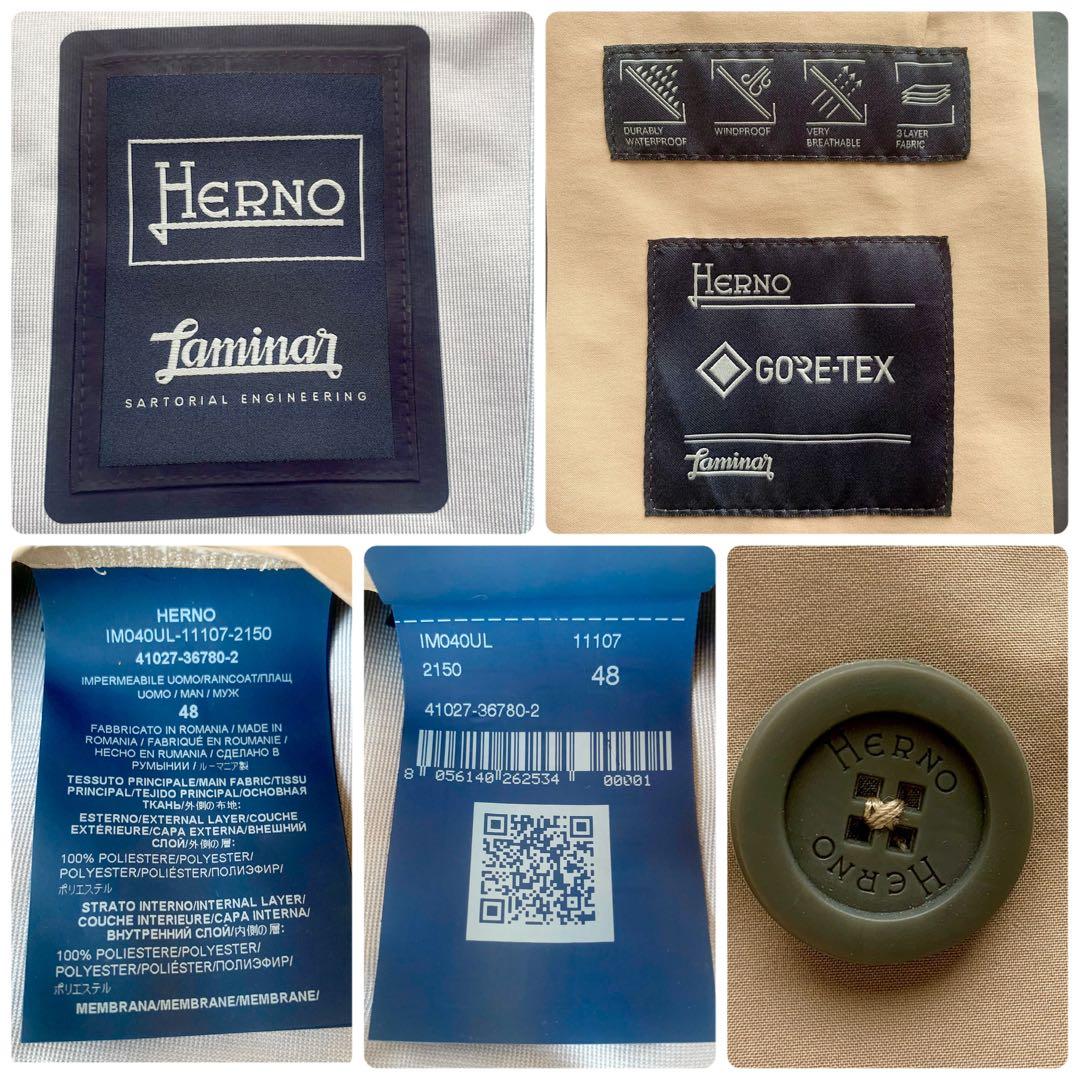 HERNO
Laminar
SARTORIAL ENGINEERING
DURABLY
WATERPROOF
WINDPROOF
VERY
BREATHABLE
3 LAYER
FABRIC
HERNO
GORE-TEX
Laminar
HERNO
IM040UL-11107-2150
41027-36780-2
IMPERMEABILE UOMO/RAINCOAT/ПЛАЩ
UOMO / MAN / МУЖ
48
FABBRICATO IN ROMANIA / MADE IN
ROMANIA / FABRIQUÉ EN ROUMANIE /
HECHO EN RUMANIA / СДЕЛАНО В
РУМЫНИИ / ルーマニア製
TESSUTO PRINCIPALE/MAIN FABRIC/TISSU
PRINCIPAL/TEJIDO PRINCIPAL/ОСНОВНАЯ
ТКАНЬ/外側の布地:
ESTERNO/EXTERNAL LAYER/COUCHE
EXTÉRIEURE/CAPA EXTERNA/ВНЕШНИЙ
СЛОЙ/外側の層:
100% POLIESTERE/POLYESTER/
POLYESTER/POLIÉSTER/ПОЛИЭФИР/
ポリエステル
STRATO INTERNO/INTERNAL LAYER/
COUCHE INTERIEURE/CAPA INTERNA/
ВНУТРЕННИЙ СЛОЙ/内側の層:
100% POLIESTERE/POLYESTER/
POLYESTER/POLIÉSTER/ПОЛИЭФИР/
ポリエステル
MEMBRANA/MEMBRANE/MEMBRANE/
IM040UL 11107
2150 48
41027-36780-2
8 056140 262534 00001
HERNO
HERNO